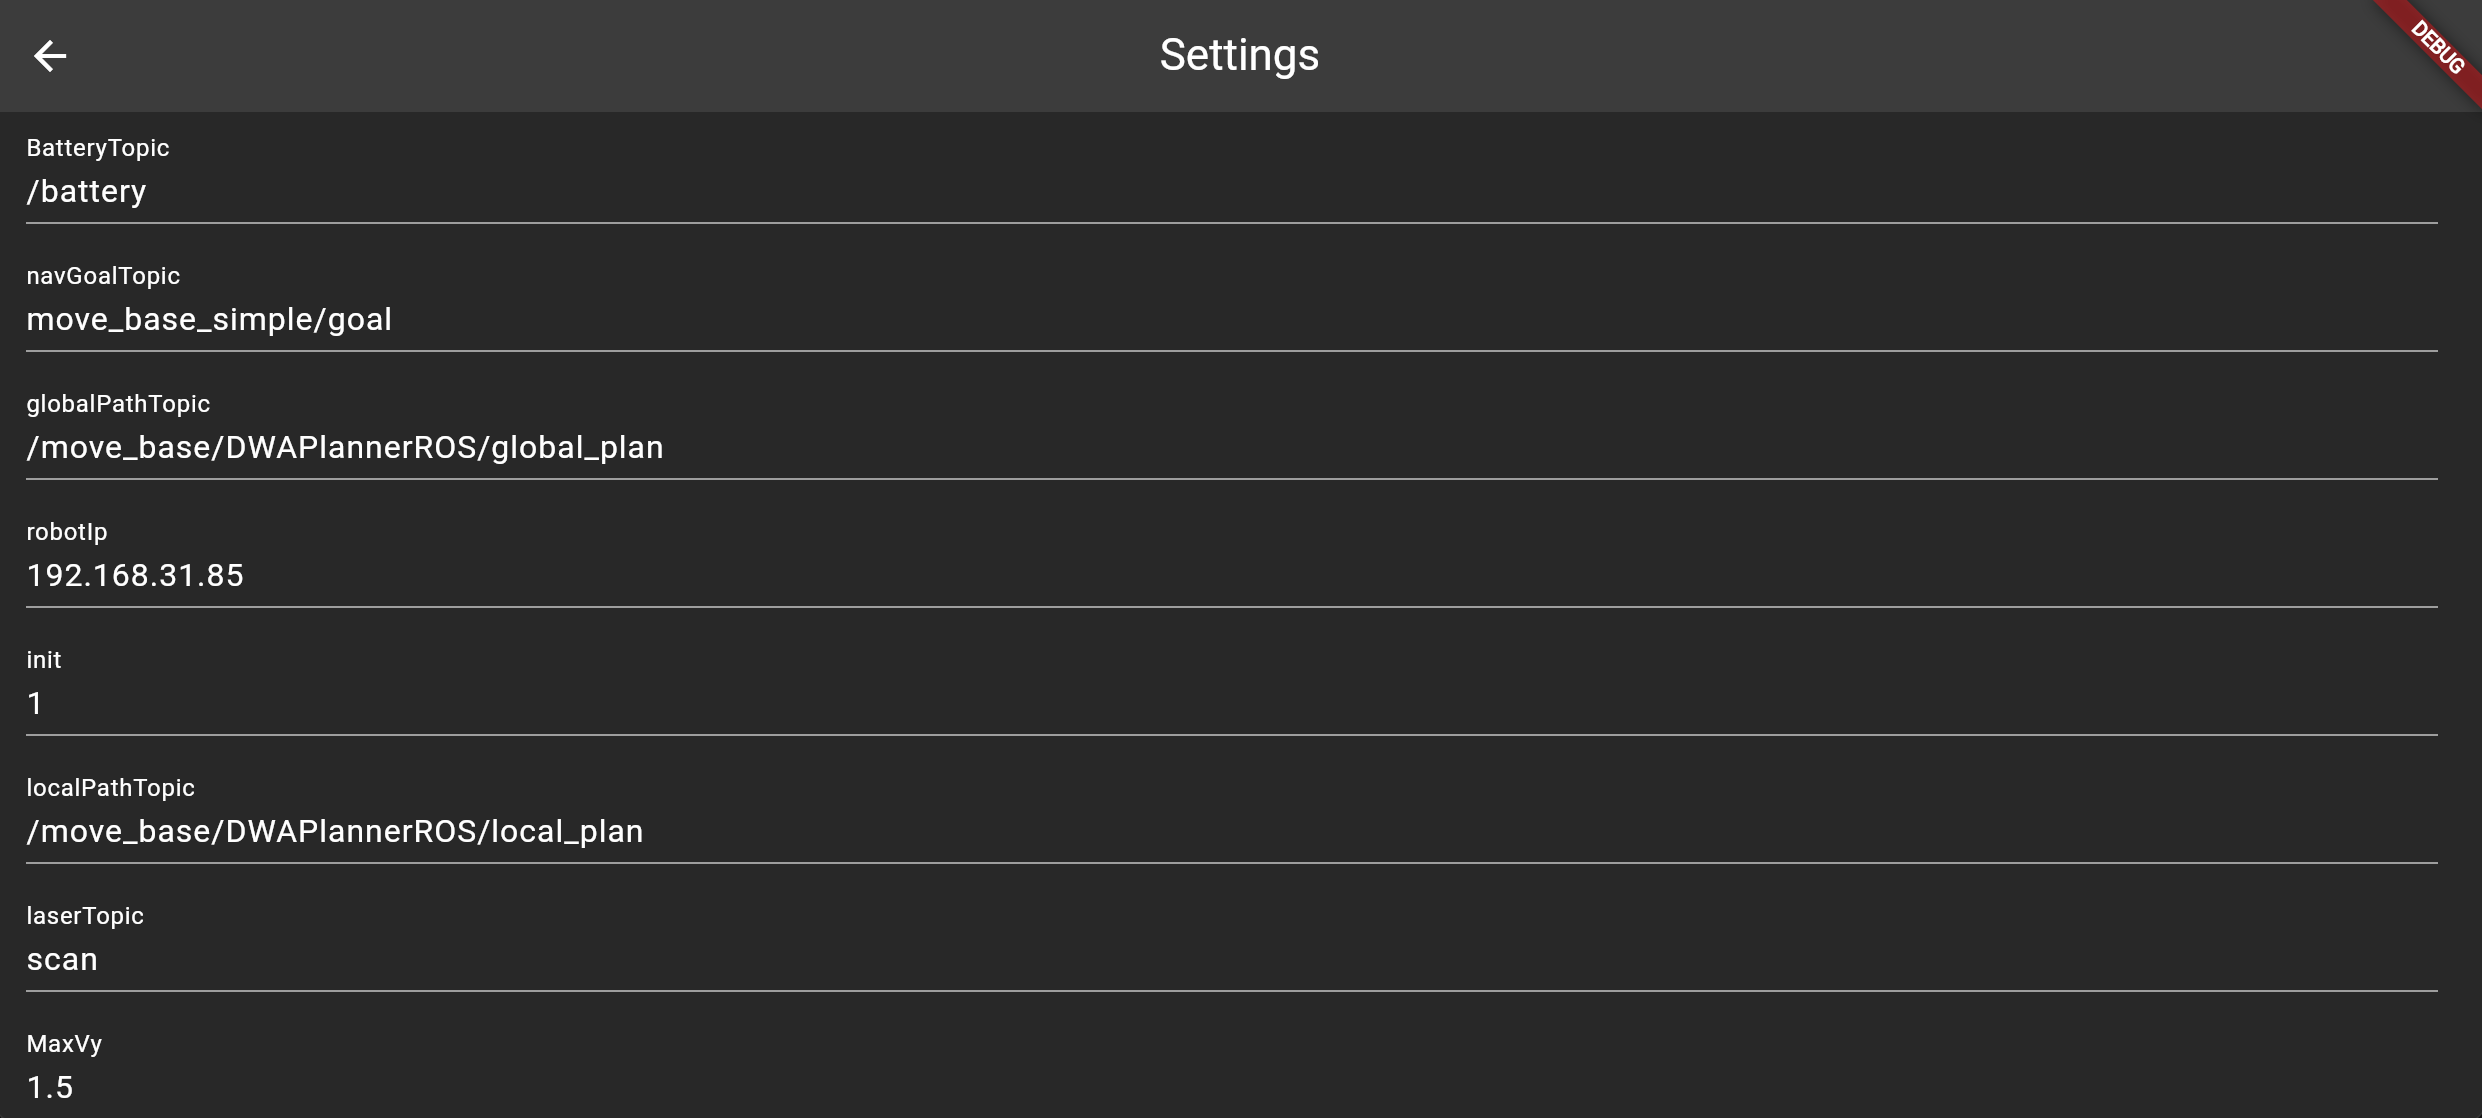 Settings
DEBUG
BatteryTopic
/battery
navGoalTopic
move_base_simple/goal
globalPathTopic
/move_base/DWAPlannerROS/global_plan
robotIp
192.168.31.85
init
1
localPathTopic
/move_base/DWAPlannerROS/local_plan
laserTopic
scan
MaxVy
1.5